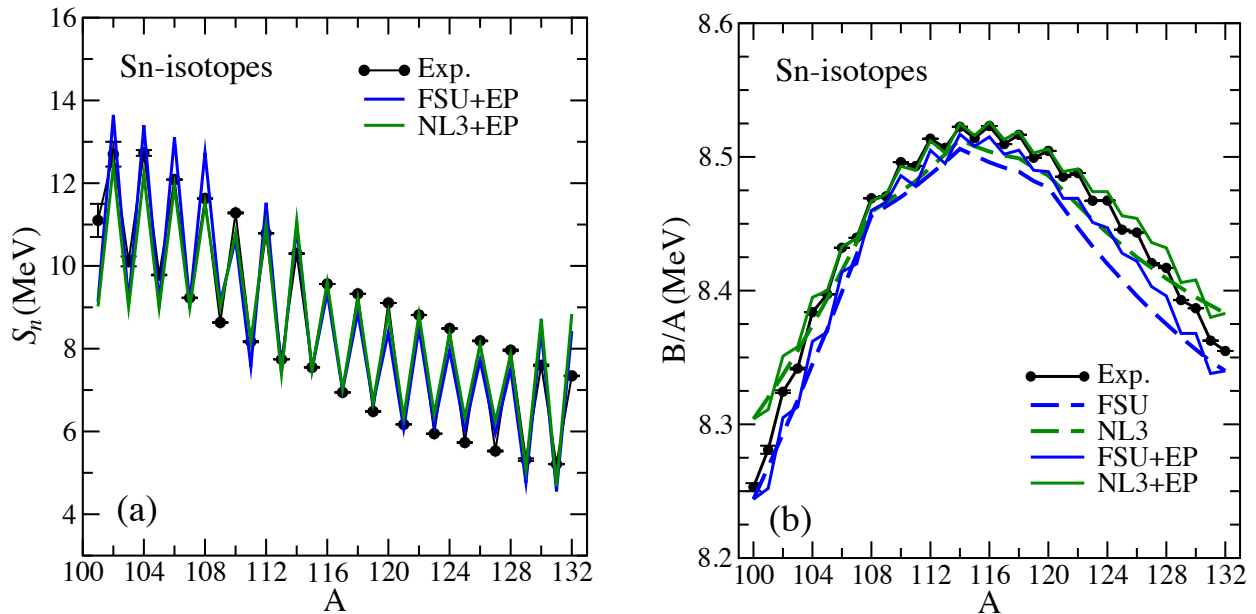 16
14
12
10
8
6
4
S_n (MeV)
Sn-isotopes
Exp.
FSU+EP
NL3+EP
(a)
100 104 108 112 116 120 124 128 132
A
8.6
8.5
8.4
8.3
8.2
B/A (MeV)
Sn-isotopes
Exp.
FSU
NL3
FSU+EP
NL3+EP
(b)
100 104 108 112 116 120 124 128 132
A